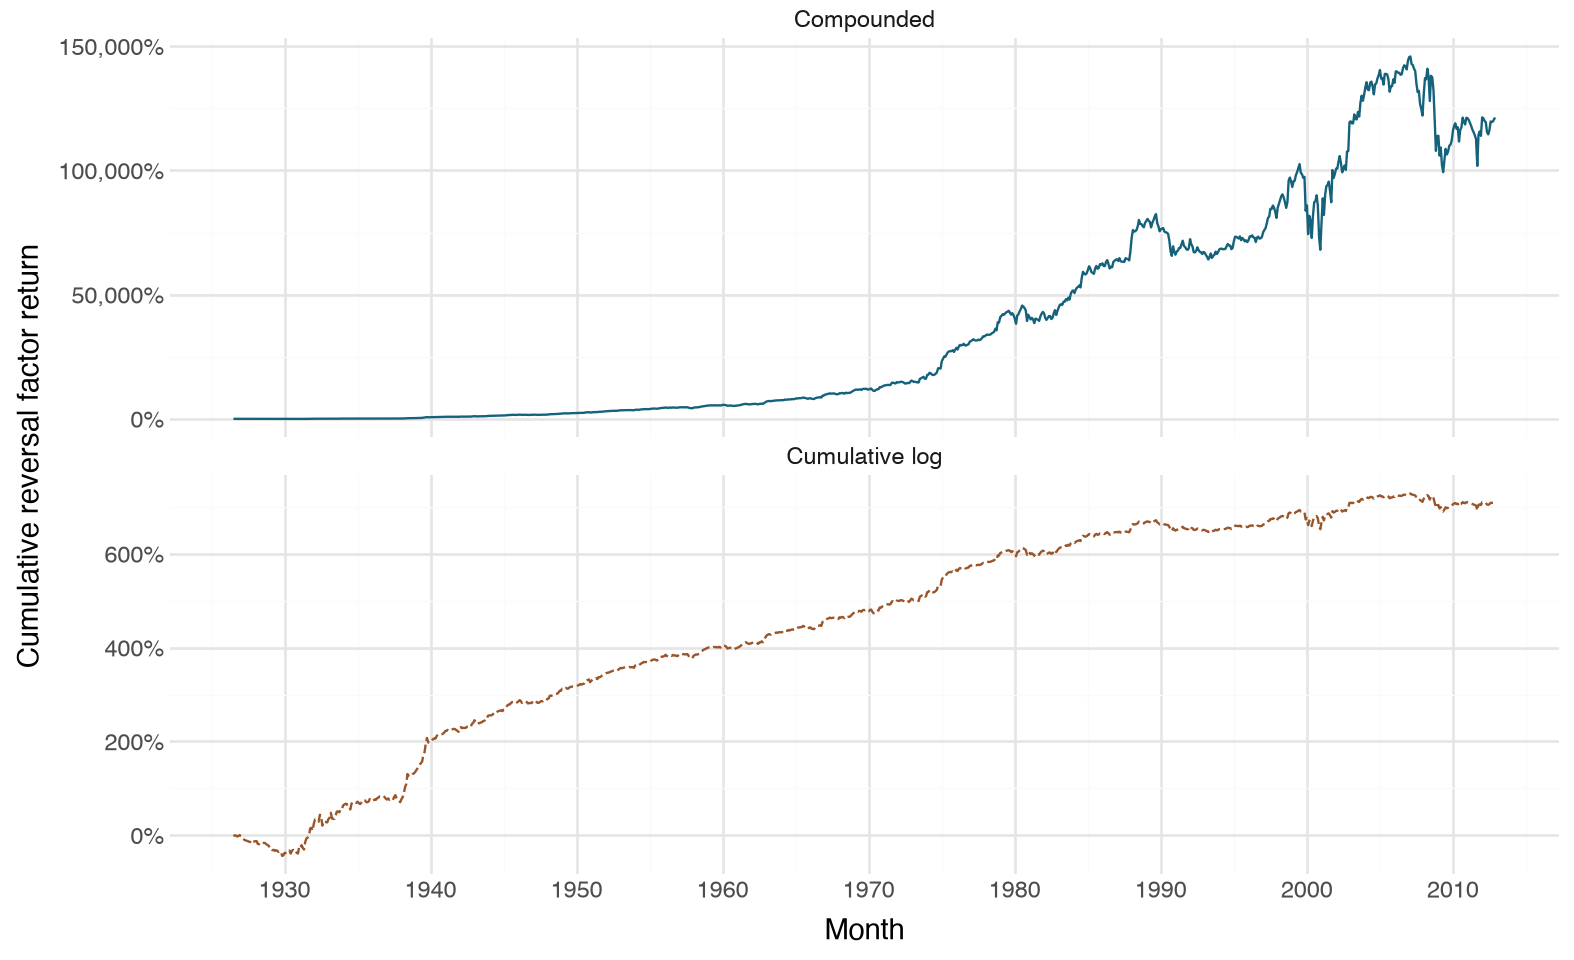 Compounded
150,000%
100,000%
50,000%
0%
Cumulative log
600%
400%
200%
0%
Cumulative reversal factor return
1930 1940 1950 1960 1970 1980 1990 2000 2010
Month